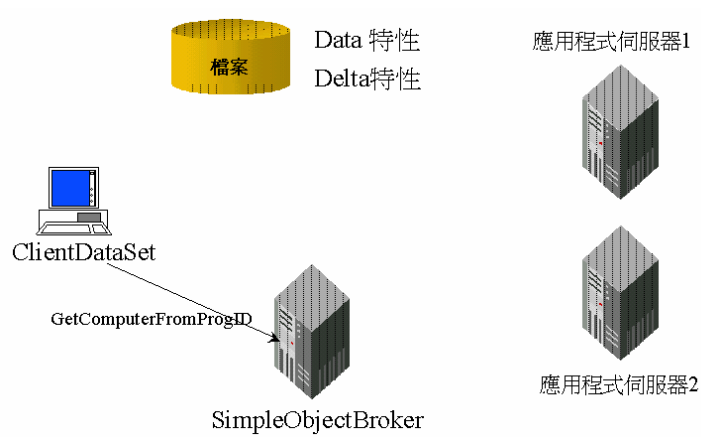 Data 特性
檔案
Delta特性
應用程式伺服器1
ClientDataSet
GetComputerFromProgID
應用程式伺服器2
SimpleObjectBroker